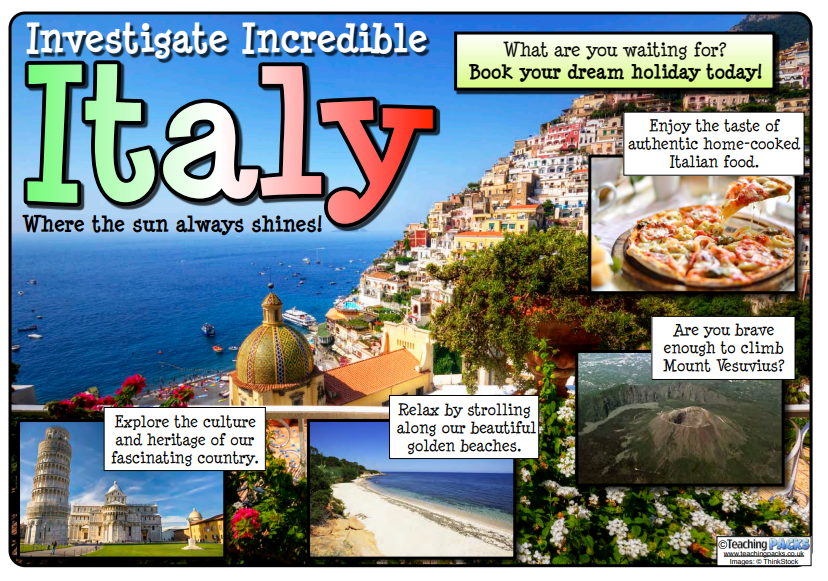 Investigate Incredible
Italy
Where the sun always shines!
What are you waiting for?
Book your dream holiday today!
Enjoy the taste of
authentic home-cooked
Italian food.
Are you brave
enough to climb
Mount Vesuvius?
Explore the culture
and heritage of our
fascinating country.
Relax by strolling
along our beautiful
golden beaches.
©Teaching PACKS
www.teachingpacks.co.uk
Images: © ThinkStock